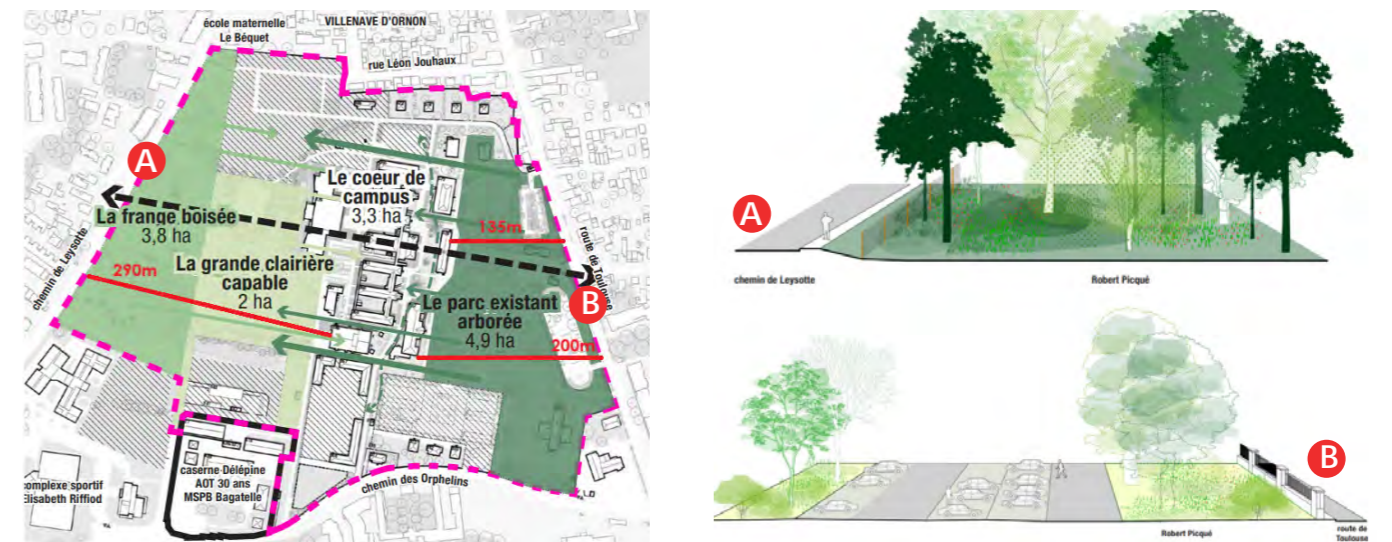 école maternelle
Le Béquet
VILLENAVE D'ORNON
rue Léon Jouhaux
A
Le coeur de
campus
3,3 ha
La frange boisée
3,8 ha
135m
chemin de Leysotte
290m
La grande clairière
capable
2 ha
route de Toulouse
B
Le parc existant
arborée
4,9 ha
200m
caserne Délépine
AOT 30 ans
MSPB Bagatelle
complexe sportif
Elisabeth Riffiod
chemin des Orphelins
A
chemin de Leysotte
Robert Picqué
B
Robert Picqué
route de
Toulouse